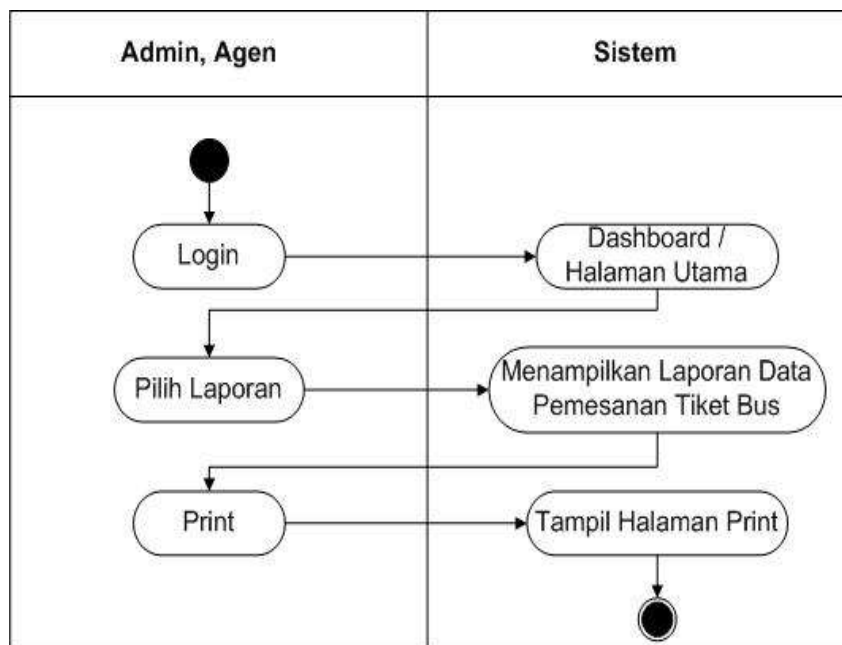 Admin, Agen
Sistem
Login
Dashboard /
Halaman Utama
Pilih Laporan
Menampilkan Laporan Data
Pemesanan Tiket Bus
Print
Tampil Halaman Print